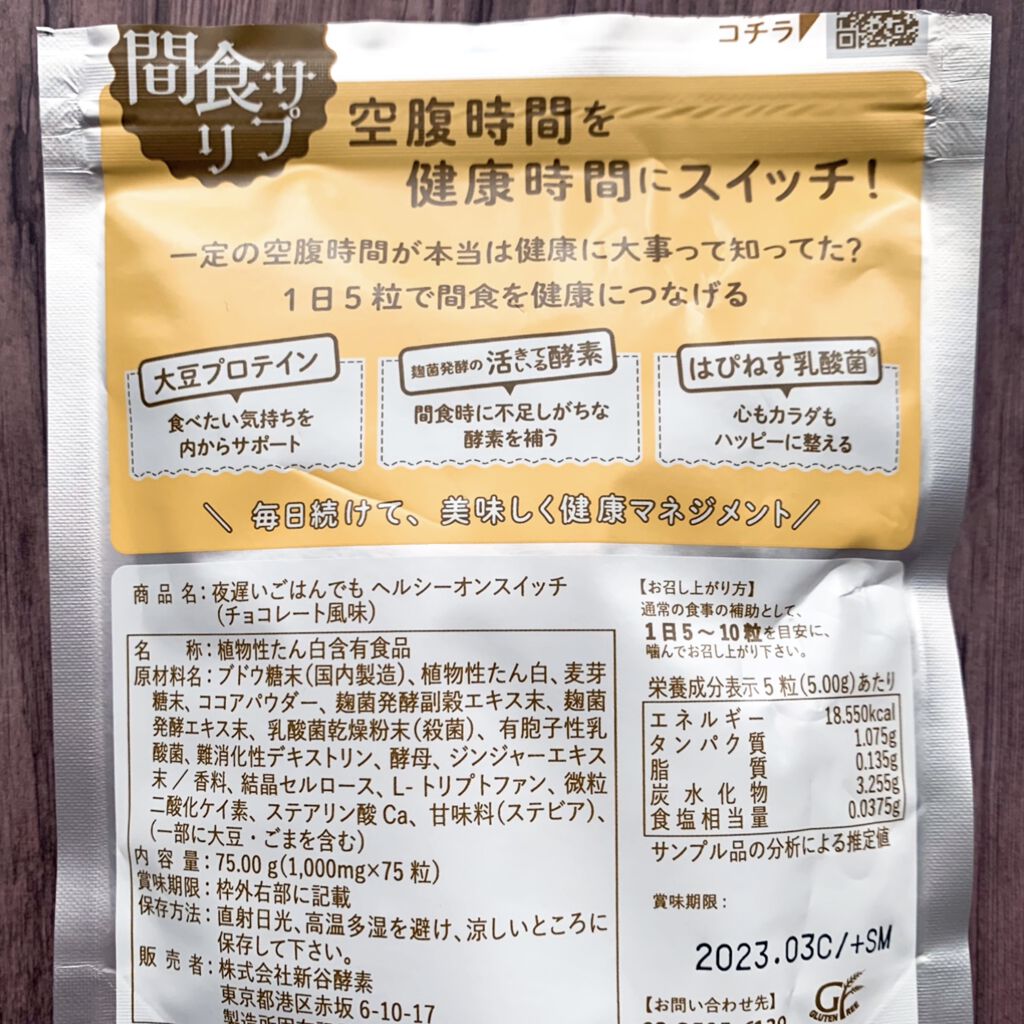 コチラ
間食サプリ
空腹時間を
健康時間にスイッチ!
一定の空腹時間が本当は健康に大事って知ってた?
1日5粒で間食を健康につなげる
大豆プロテイン
食べたい気持ちを
内からサポート
麹菌発酵の活きている酵素
間食時に不足しがちな
酵素を補う
はぴねす乳酸菌®
心もカラダも
ハッピーに整える
\ 毎日続けて、美味しく健康マネジメント/
商品名:夜遅いごはんでも ヘルシーオンスイッチ
(チョコレート風味)
名 称:植物性たん白含有食品
原材料名:ブドウ糖末(国内製造)、植物性たん白、麦芽
糖末、ココアパウダー、麹菌発酵副穀エキス末、麹菌
発酵エキス末、乳酸菌乾燥粉末(殺菌)、有胞子性乳
酸菌、難消化性デキストリン、酵母、ジンジャーエキス
末/香料、結晶セルロース、L-トリプトファン、微粒
二酸化ケイ素、ステアリン酸Ca、甘味料(ステビア)、
(一部に大豆・ごまを含む)
内容量:75.00g(1,000mg×75粒)
賞味期限:枠外右部に記載
保存方法:直射日光、高温多湿を避け、涼しいところに
保存して下さい。
販売者:株式会社新谷酵素
東京都港区赤坂6-10-17
【お召し上がり方】
通常の食事の補助として、
1日5~10粒を目安に、
噛んでお召し上がり下さい。
栄養成分表示5粒(5.00g)あたり
エネルギー 18.550kcal
タンパク質 1.075g
脂質 0.135g
炭水化物 3.255g
食塩相当量 0.0375g
サンプル品の分析による推定値
賞味期限:
2023.03C/+SM
【お問い合わせ先】
GF
GLUTEN FREE